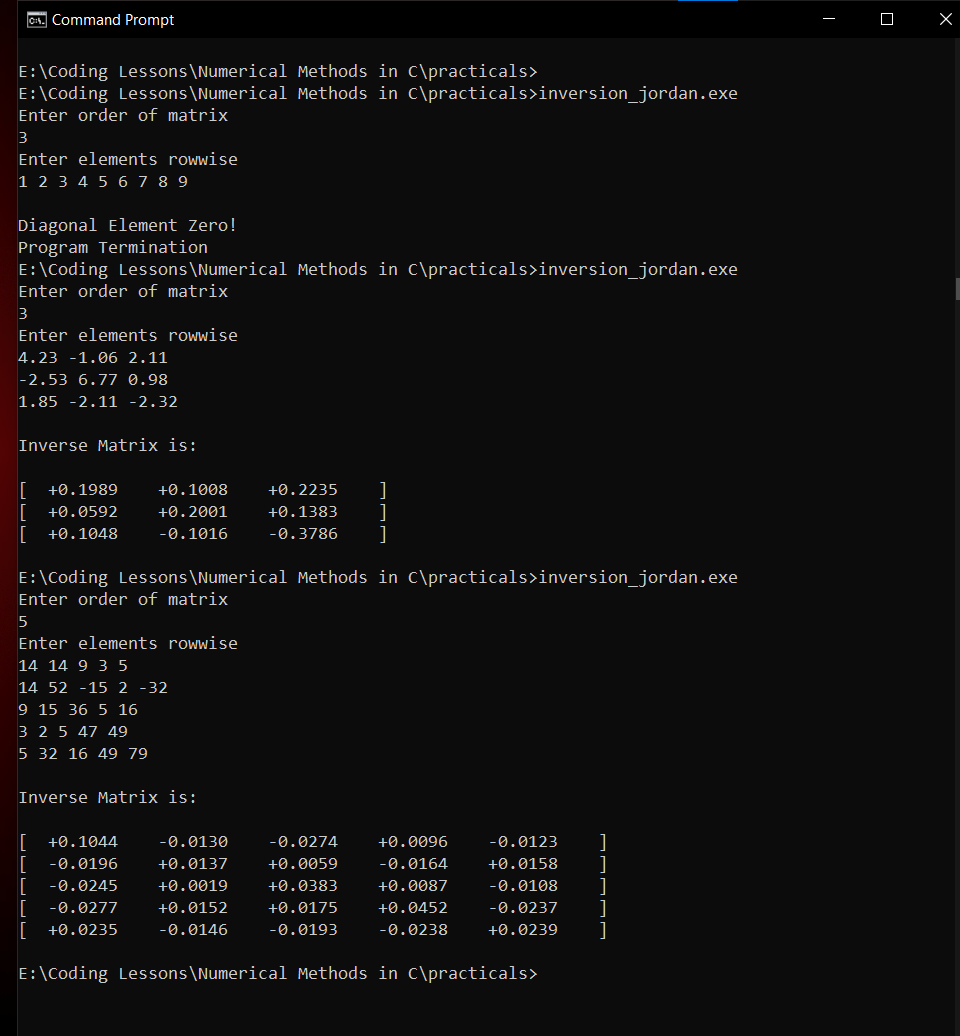 Command Prompt
E:\Coding Lessons\Numerical Methods in C\practicals>
E:\Coding Lessons\Numerical Methods in C\practicals>inversion_jordan.exe
Enter order of matrix
3
Enter elements rowwise
1 2 3 4 5 6 7 8 9
Diagonal Element Zero!
Program Termination
E:\Coding Lessons\Numerical Methods in C\practicals>inversion_jordan.exe
Enter order of matrix
3
Enter elements rowwise
4.23 -1.06 2.11
-2.53 6.77 0.98
1.85 -2.11 -2.32
Inverse Matrix is:
[  +0.1989    +0.1008    +0.2235    ]
[  +0.0592    +0.2001    +0.1383    ]
[  +0.1048    -0.1016    -0.3786    ]
E:\Coding Lessons\Numerical Methods in C\practicals>inversion_jordan.exe
Enter order of matrix
5
Enter elements rowwise
14 14 9 3 5
14 52 -15 2 -32
9 15 36 5 16
3 2 5 47 49
5 32 16 49 79
Inverse Matrix is:
[  +0.1044    -0.0130    -0.0274    +0.0096    -0.0123    ]
[  -0.0196    +0.0137    +0.0059    -0.0164    +0.0158    ]
[  -0.0245    +0.0019    +0.0383    +0.0087    -0.0108    ]
[  -0.0277    +0.0152    +0.0175    +0.0452    -0.0237    ]
[  +0.0235    -0.0146    -0.0193    -0.0238    +0.0239    ]
E:\Coding Lessons\Numerical Methods in C\practicals>